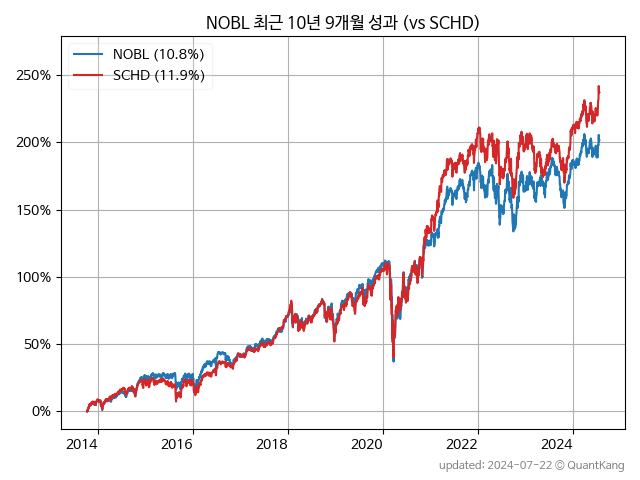 NOBL 최근 10년 9개월 성과 (vs SCHD)
NOBL (10.8%)
SCHD (11.9%)
250%
200%
150%
100%
50%
0%
2014 2016 2018 2020 2022 2024
updated: 2024-07-22 © QuantKang